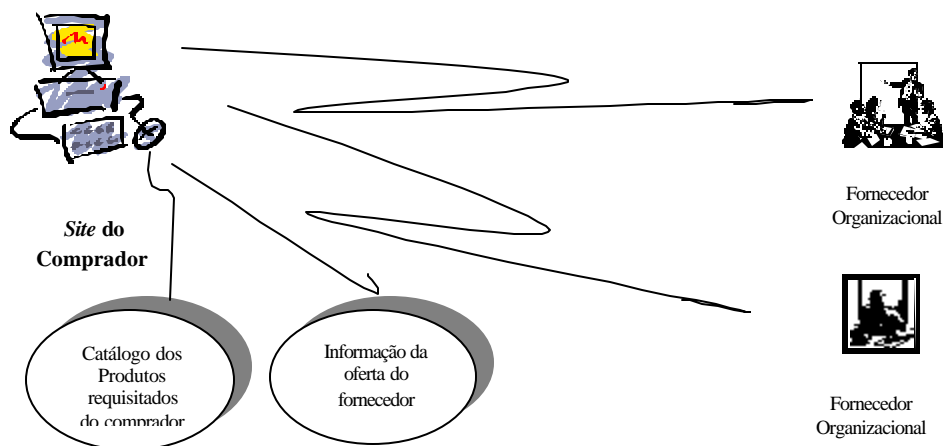 Fornecedor
Organizacional
Site do
Comprador
Catálogo dos
Produtos
requisitados
do comprador
Informação da
oferta do
fornecedor
Fornecedor
Organizacional